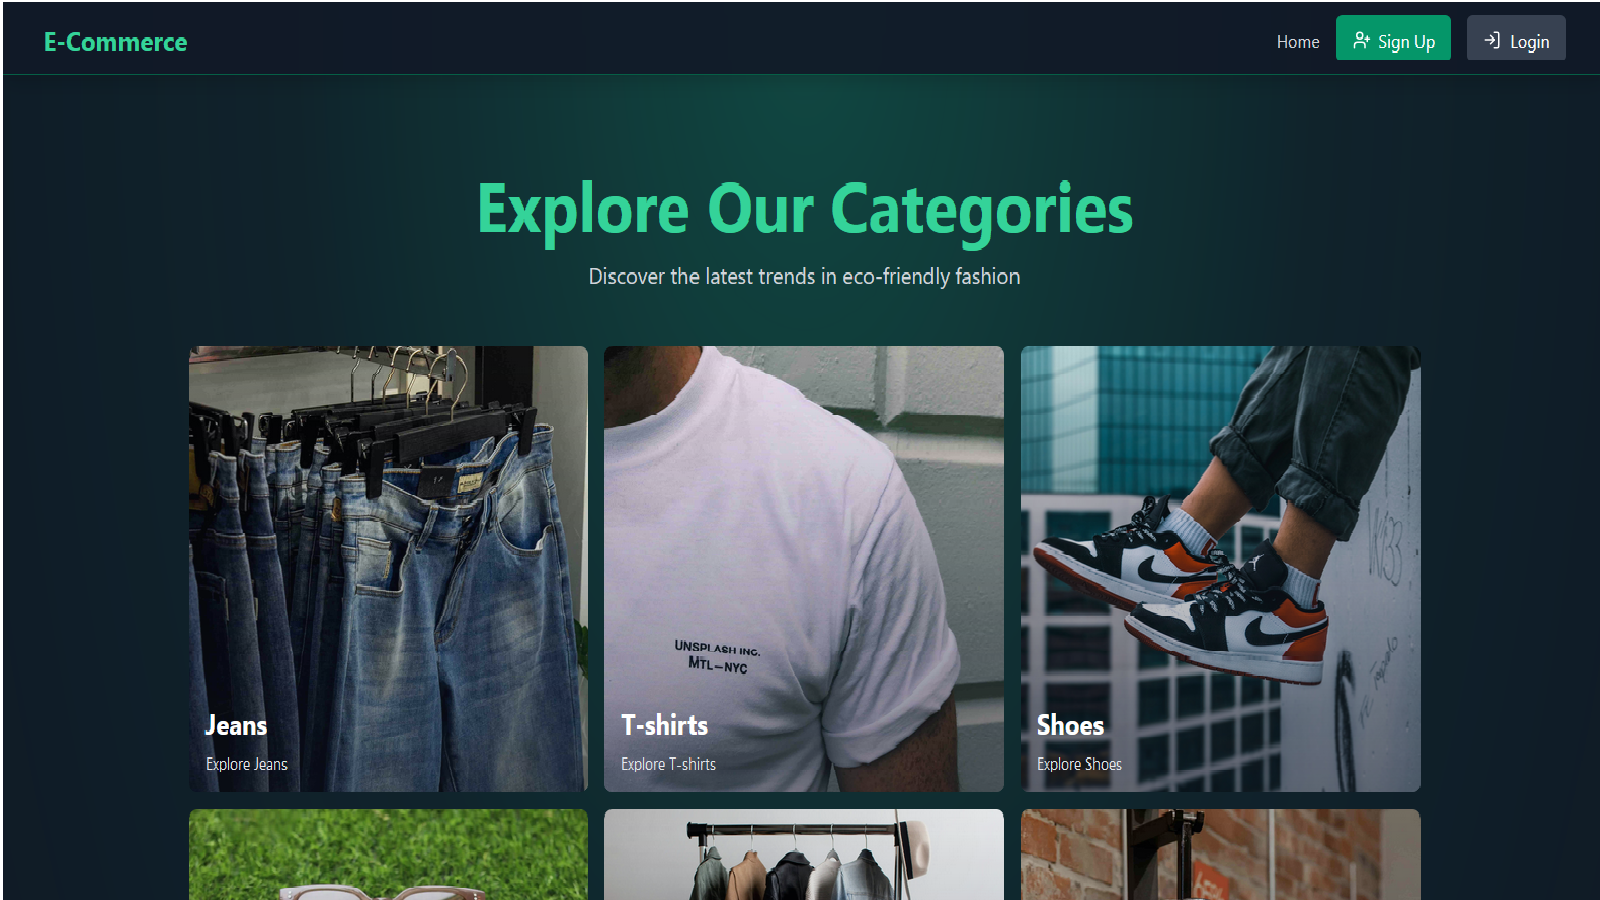 E-Commerce
Home
Sign Up
Login
Explore Our Categories
Discover the latest trends in eco-friendly fashion
UNSPLASH INC.
MTL–NYC
Jeans
Explore Jeans
T-shirts
Explore T-shirts
Shoes
Explore Shoes